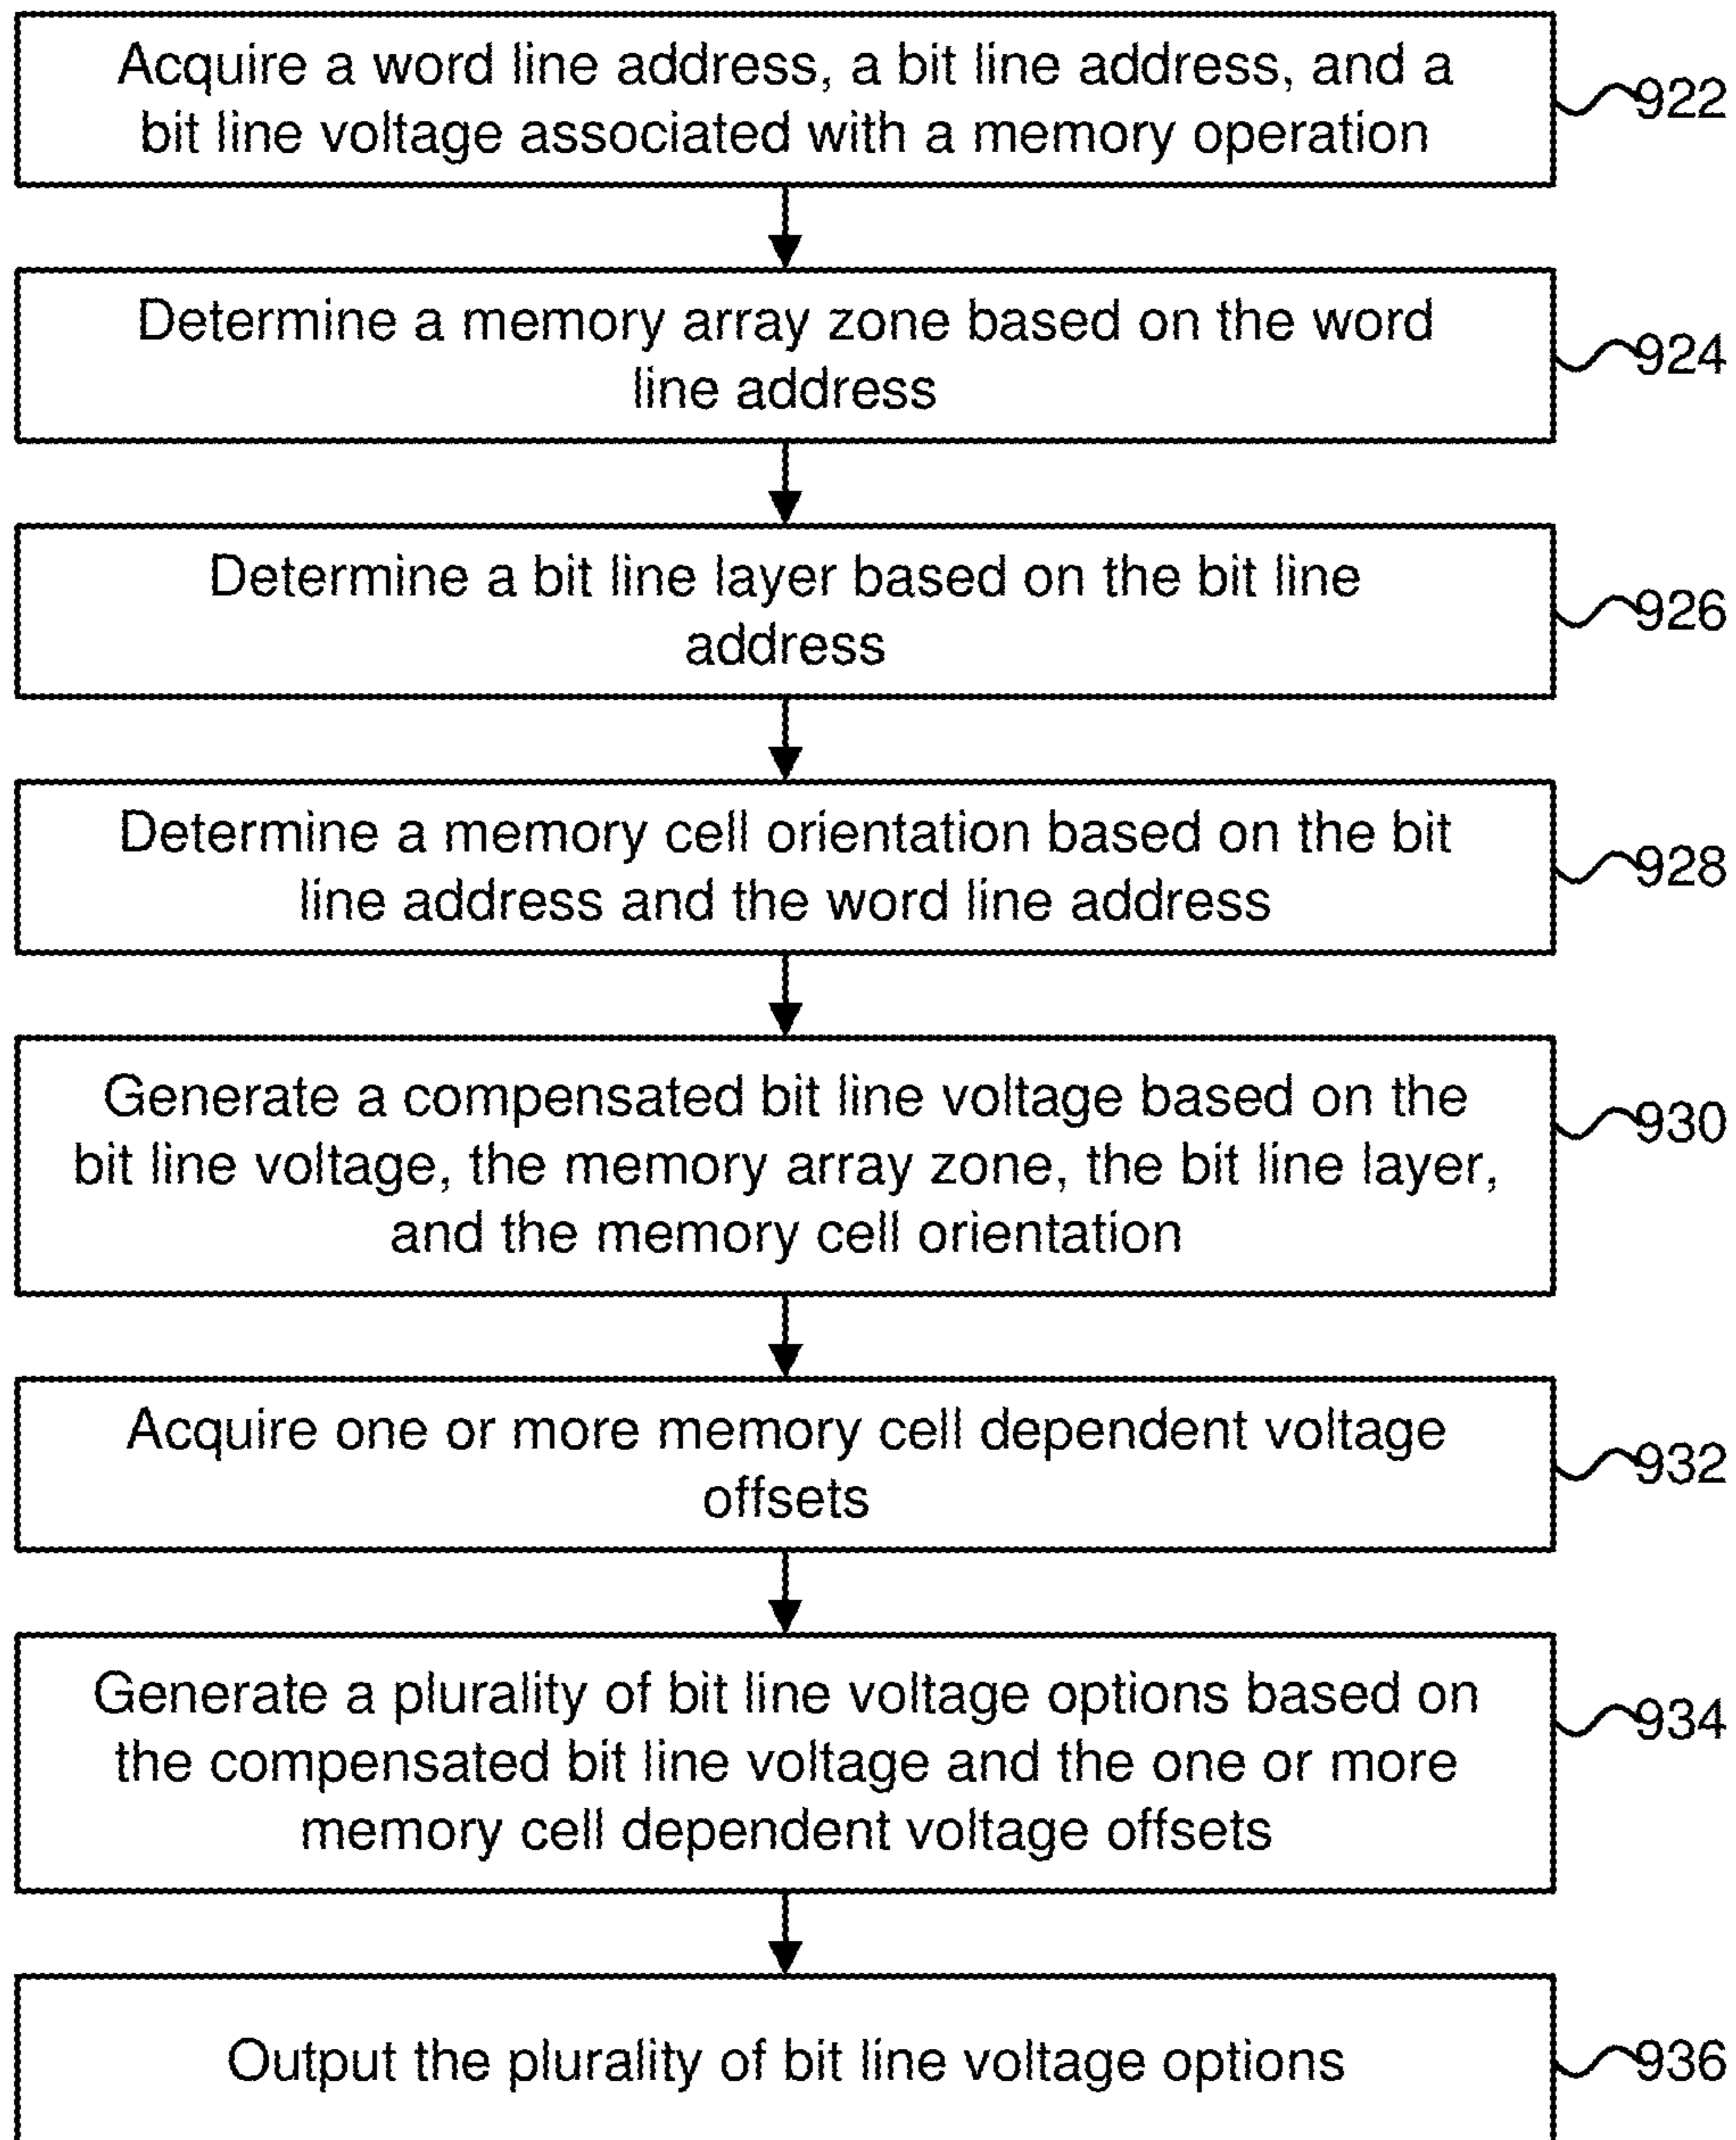 Acquire a word line address, a bit line address, and a
bit line voltage associated with a memory operation
922
Determine a memory array zone based on the word
line address
924
Determine a bit line layer based on the bit line
address
926
Determine a memory cell orientation based on the bit
line address and the word line address
928
Generate a compensated bit line voltage based on the
bit line voltage, the memory array zone, the bit line layer,
and the memory cell orientation
930
Acquire one or more memory cell dependent voltage
offsets
932
Generate a plurality of bit line voltage options based on
the compensated bit line voltage and the one or more
memory cell dependent voltage offsets
934
Output the plurality of bit line voltage options
936